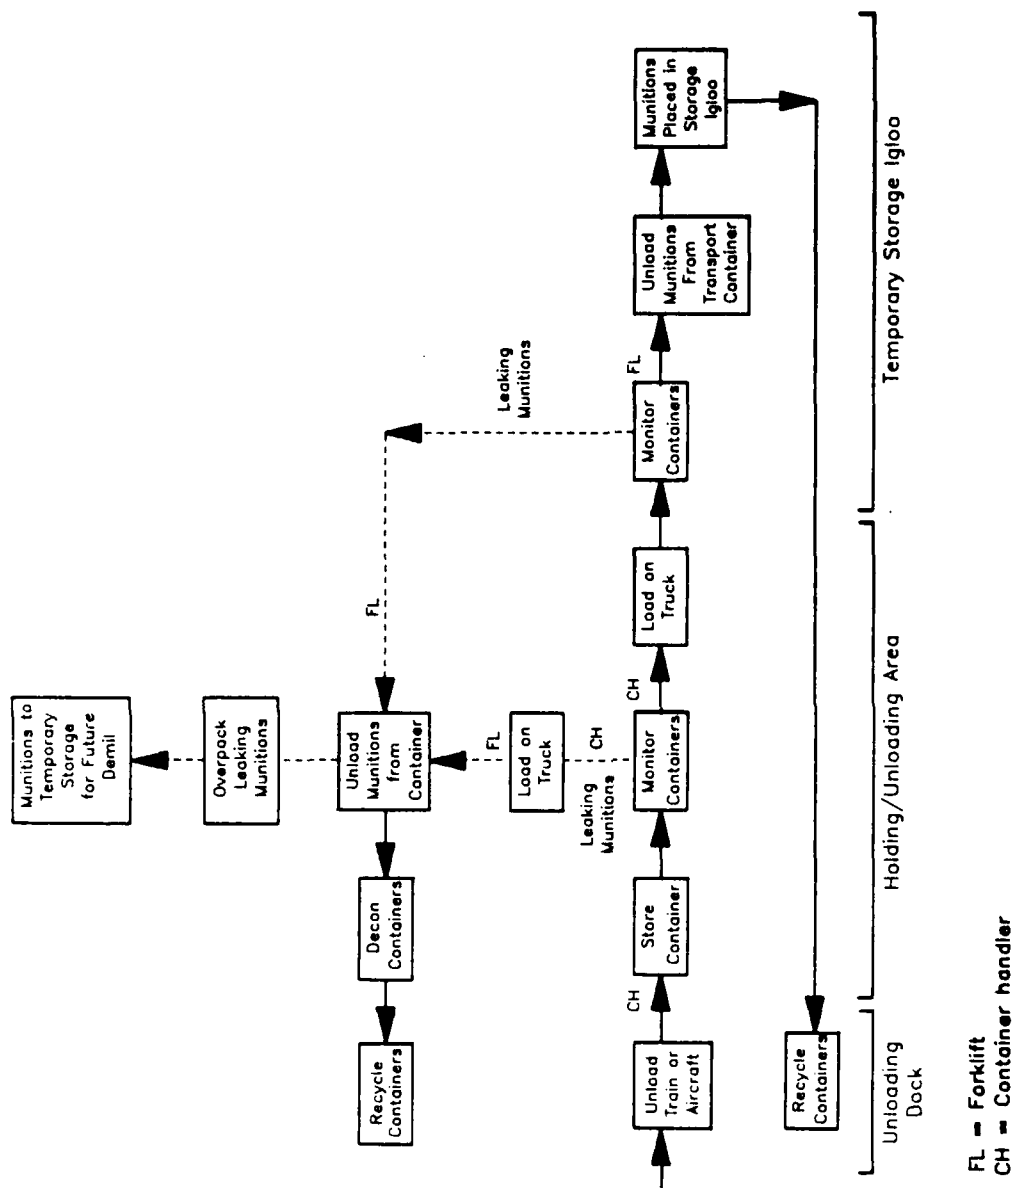 Munitions to
Temporary
Storage
for Future
Demil
Overpack
Leaking
Munitions
FL
Leaking
Munitions
Recycle
Containers
Decon
Containers
Unload
Munitions
from
Container
FL
Load on
Truck
CH
Leaking
Munitions
Unload
Train or
Aircraft
CH
Store
Container
Monitor
Containers
CH
Load on
Truck
Monitor
Containers
FL
Unload
Munitions
From
Transport
Container
Munitions
Placed in
Storage
Igloo
Recycle
Containers
Unloading
Dock
Holding/Unloading Area
Temporary Storage Igloo
FL = Forklift
CH = Container handler